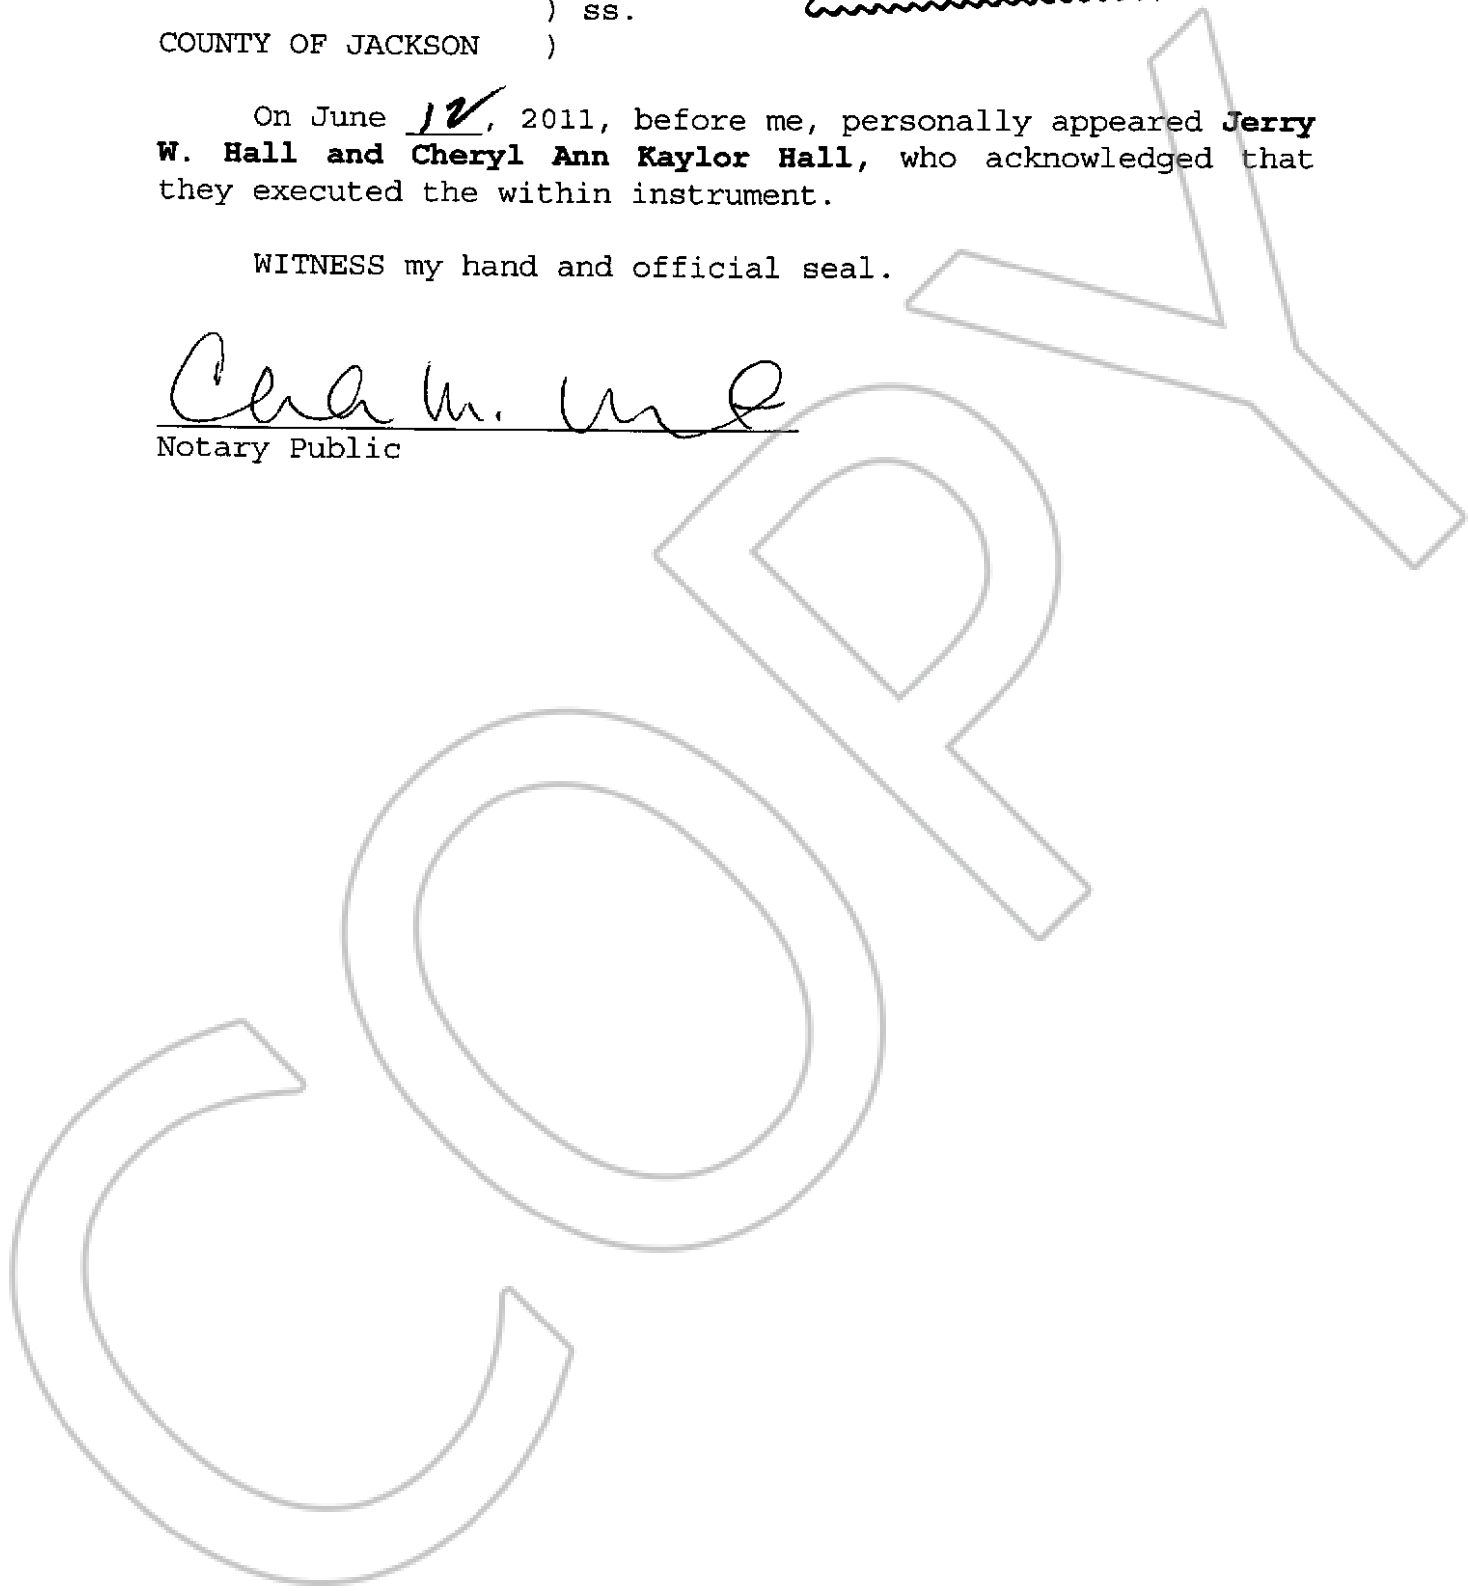 ) ss.
COUNTY OF JACKSON )
On June 12, 2011, before me, personally appeared Jerry
W. Hall and Cheryl Ann Kaylor Hall, who acknowledged that
they executed the within instrument.
WITNESS my hand and official seal.
Notary Public
COPY